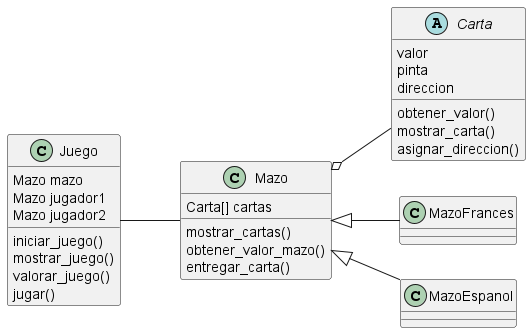 A Carta
valor
pinta
direccion
obtener_valor()
mostrar_carta()
asignar_direccion()
C Juego
Mazo mazo
Mazo jugador1
Mazo jugador2
iniciar_juego()
mostrar_juego()
valorar_juego()
jugar()
C Mazo
Carta[] cartas
mostrar_cartas()
obtener_valor_mazo()
entregar_carta()
C MazoFrances
C MazoEspanol